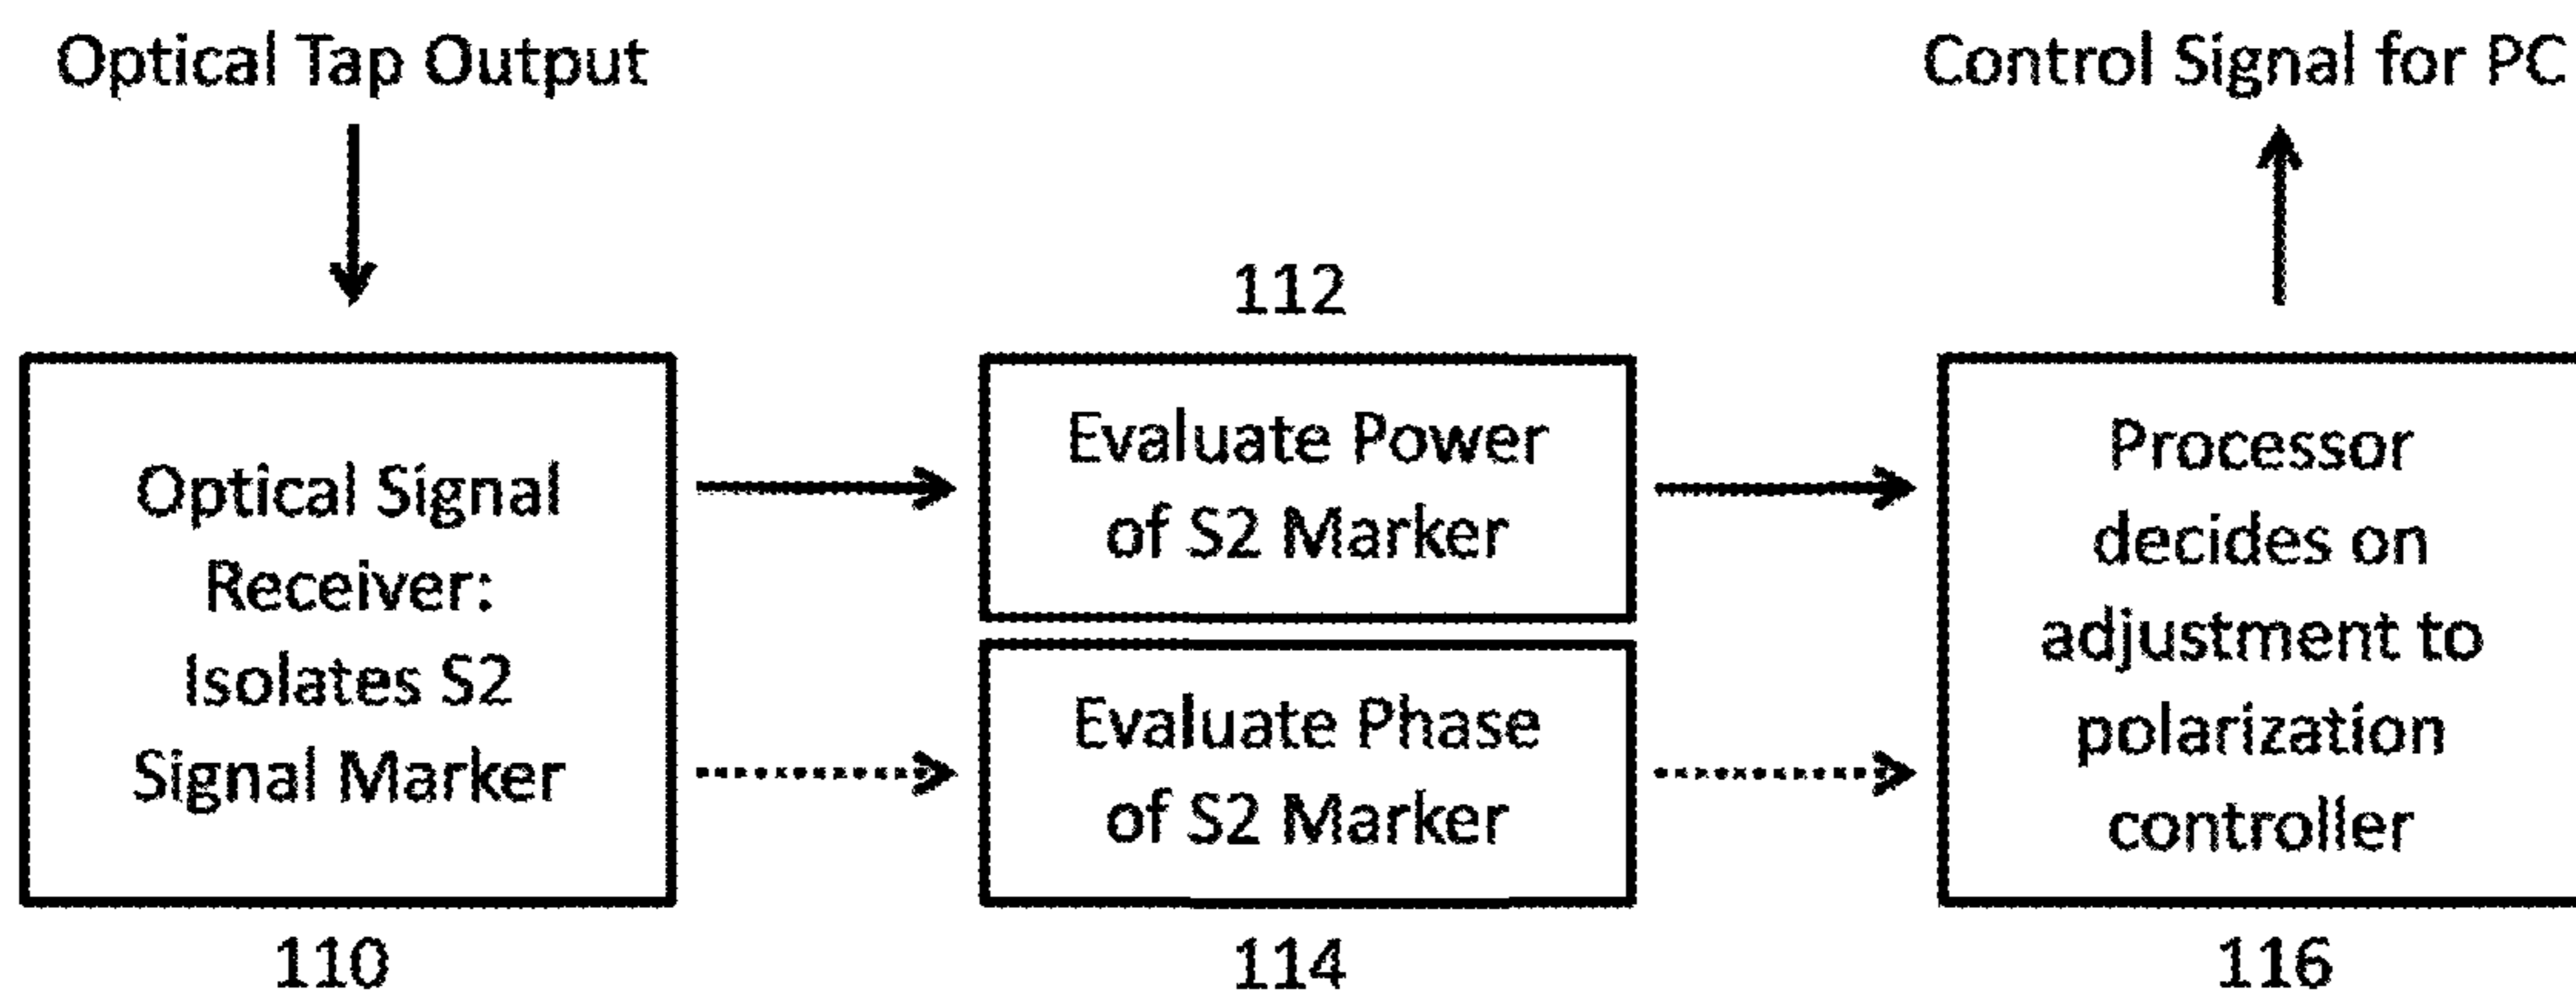 Optical Tap Output
Control Signal for PC
112
Optical Signal
Receiver:
Isolates S2
Signal Marker
110
Evaluate Power
of S2 Marker
Evaluate Phase
of S2 Marker
114
Processor
decides on
adjustment to
polarization
controller
116